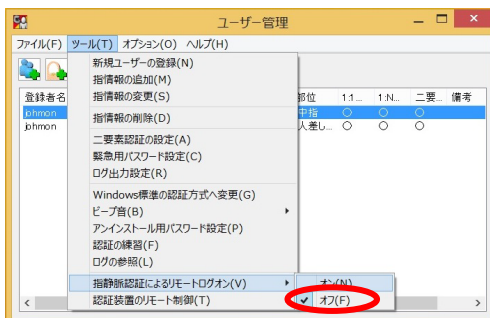 ユーザー管理
ファイル(F) ツール(T) オプション(O) ヘルプ(H)
新規ユーザーの登録(N)
指情報の追加(M)
指情報の変更(S)
指情報の削除(D)
二要素認証の設定(A)
緊急用パスワード設定(C)
ログ出力設定(R)
Windows標準の認証方式へ変更(G)
ビープ音(B)
アンインストール用パスワード設定(P)
認証の練習(F)
ログの参照(L)
指静脈認証によるリモートログオン(V)
認証装置のリモート制御(T)
オン(N)
オフ(F)
登録者名 部位 1:1... 1:N... 二要... 備考
johmon 中指 ○ ○ ○
johmon 人差し... ○ ○ ○